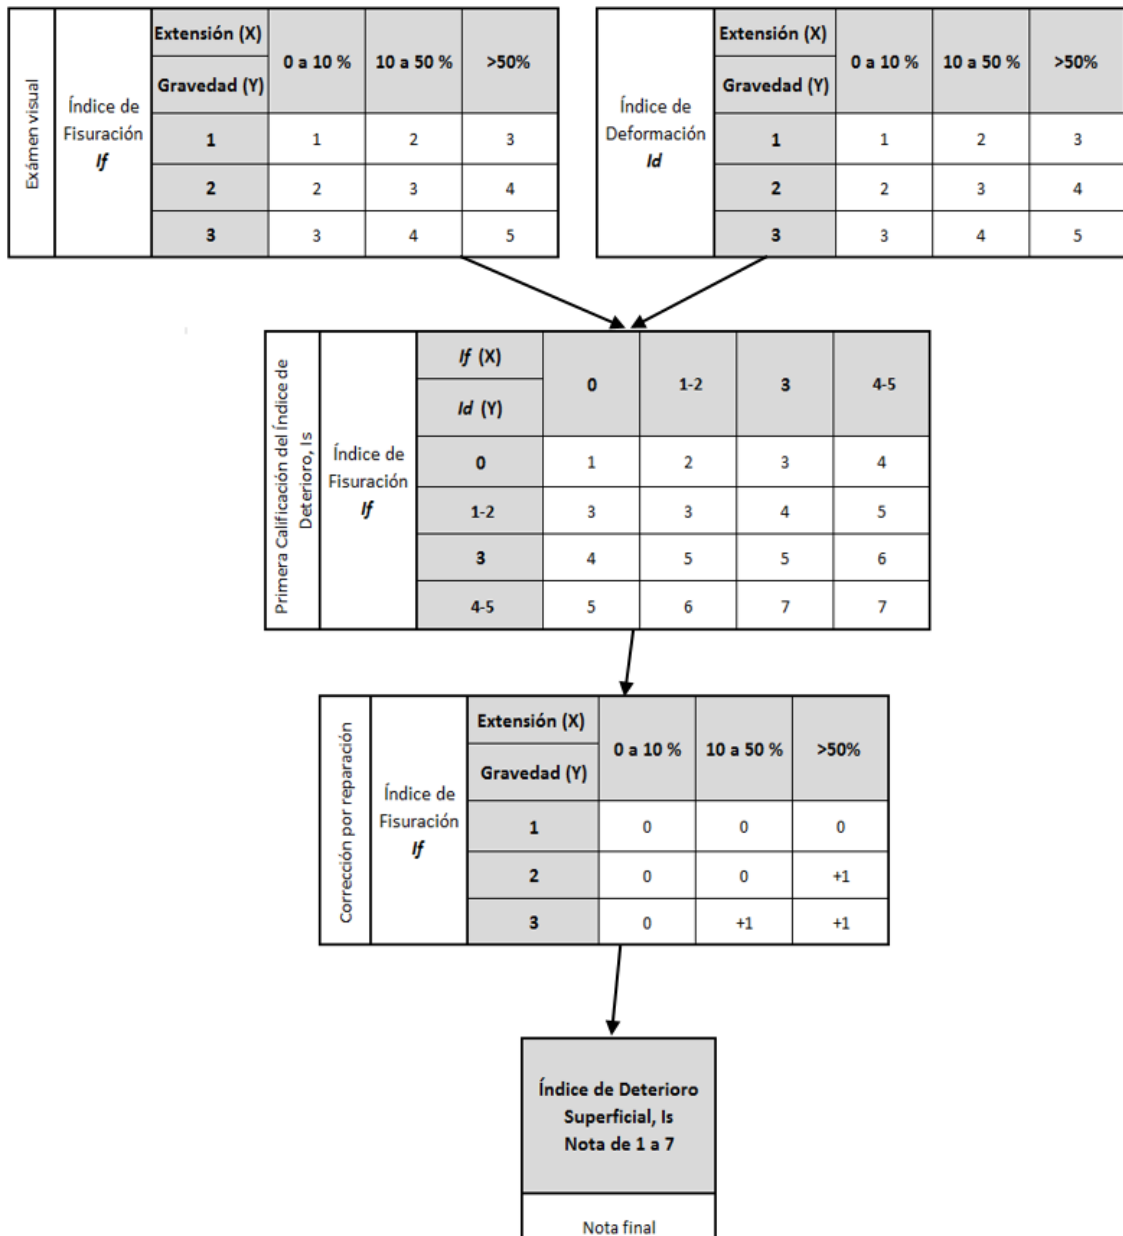 Exámen visual
Índice de
Fisuración
If
Extensión (X)
Gravedad (Y)
0 a 10 %
10 a 50 %
>50%
1
1
2
3
2
2
3
4
3
3
4
5
Índice de
Deformación
Id
Extensión (X)
Gravedad (Y)
0 a 10 %
10 a 50 %
>50%
1
1
2
3
2
2
3
4
3
3
4
5
Primera Calificación del Índice de
Deterioro, Is
Índice de
Fisuración
If
If (X)
Id (Y)
0
1-2
3
4-5
0
1
2
3
4
1-2
3
3
4
5
3
4
5
5
6
4-5
5
6
7
7
Corrección por reparación
Índice de
Fisuración
If
Extensión (X)
Gravedad (Y)
0 a 10 %
10 a 50 %
>50%
1
0
0
0
2
0
0
+1
3
0
+1
+1
Índice de Deterioro
Superficial, Is
Nota de 1 a 7
Nota final